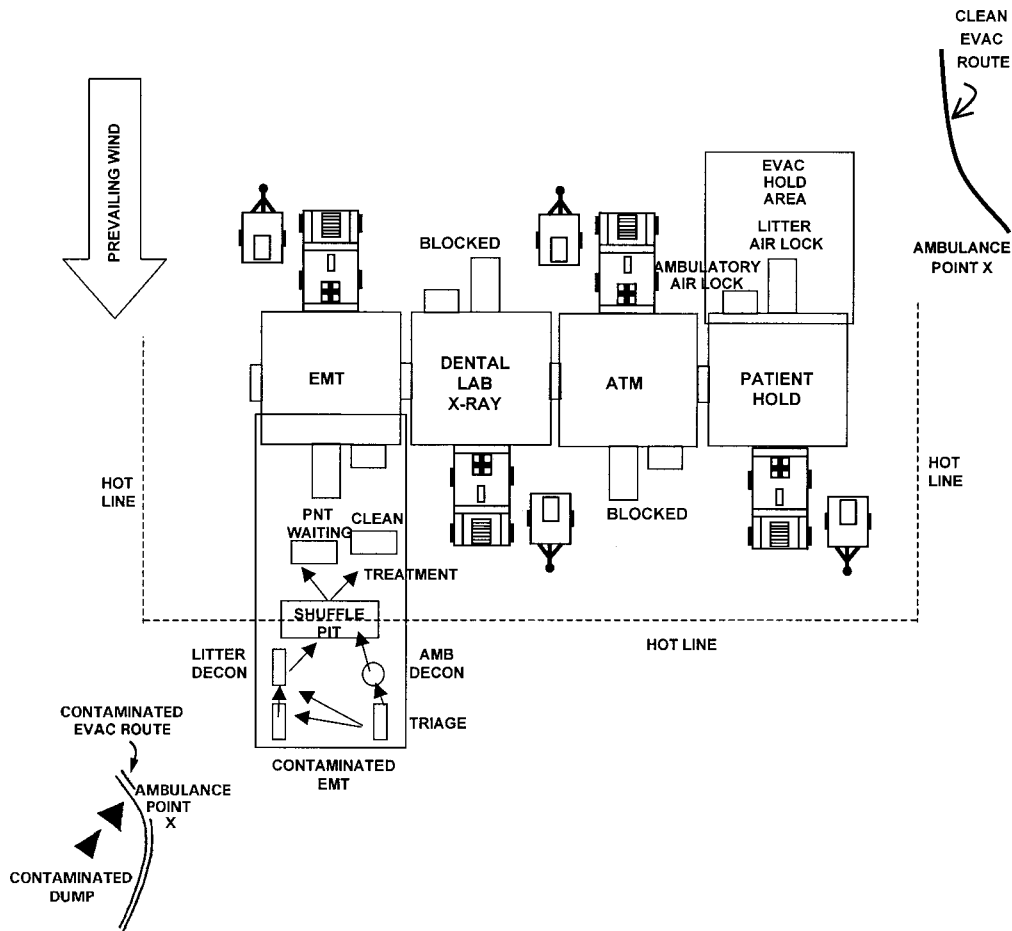 CLEAN
EVAC
ROUTE
PREVAILING WIND
EVAC
HOLD
AREA
LITTER
AIR LOCK
AMBULANCE
POINT X
BLOCKED
AMBULATORY
AIR LOCK
EMT
DENTAL
LAB
X-RAY
ATM
PATIENT
HOLD
HOT
LINE
HOT
LINE
BLOCKED
PNT
WAITING
CLEAN
TREATMENT
SHUFFLE
PIT
HOT LINE
LITTER
DECON
AMB
DECON
TRIAGE
CONTAMINATED
EVAC ROUTE
CONTAMINATED
EMT
AMBULANCE
POINT
X
CONTAMINATED
DUMP